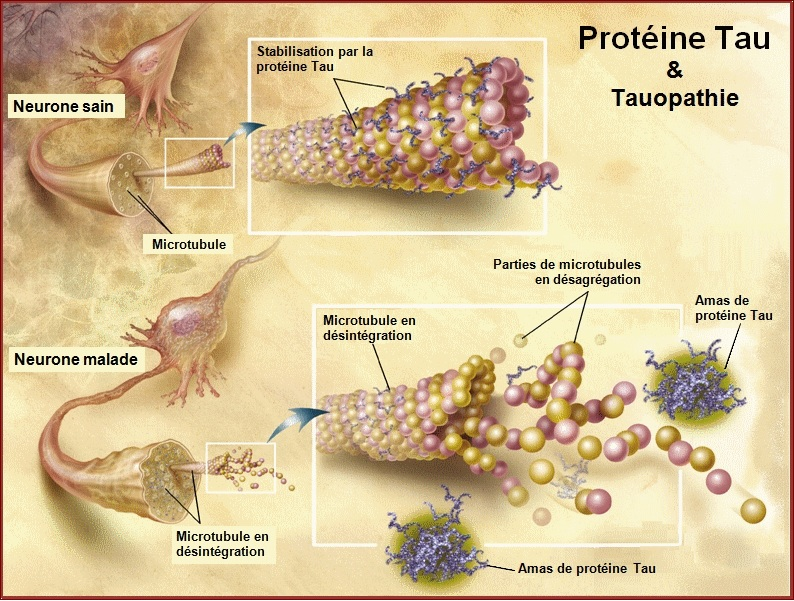 Protéine Tau
&
Tauopathie
Stabilisation par la
protéine Tau
Neurone sain
Microtubule
Parties de microtubules
en désagrégation
Amas de
protéine Tau
Microtubule en
désintégration
Neurone malade
Microtubule en
désintégration
Amas de protéine Tau